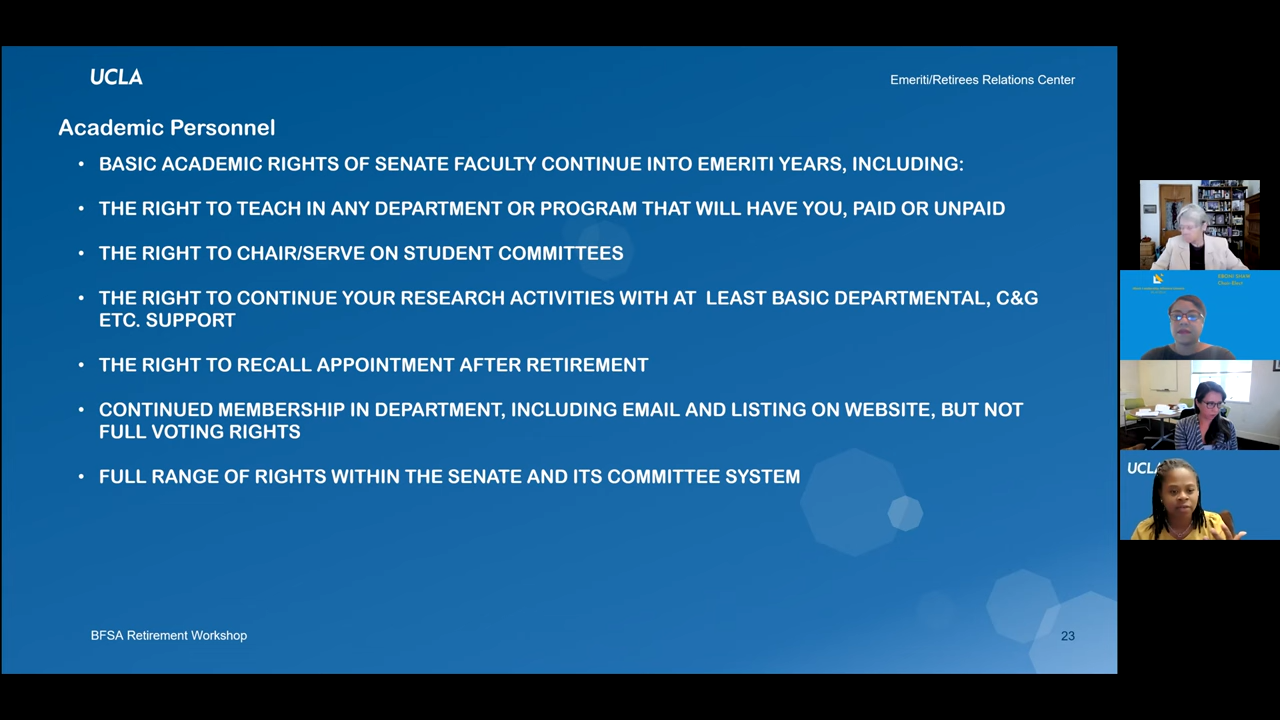 UCLA
Emeriti/Retirees Relations Center
Academic Personnel
• BASIC ACADEMIC RIGHTS OF SENATE FACULTY CONTINUE INTO EMERITI YEARS, INCLUDING:
• THE RIGHT TO TEACH IN ANY DEPARTMENT OR PROGRAM THAT WILL HAVE YOU, PAID OR UNPAID
• THE RIGHT TO CHAIR/SERVE ON STUDENT COMMITTEES
• THE RIGHT TO CONTINUE YOUR RESEARCH ACTIVITIES WITH AT LEAST BASIC DEPARTMENTAL, C&G
ETC. SUPPORT
• THE RIGHT TO RECALL APPOINTMENT AFTER RETIREMENT
• CONTINUED MEMBERSHIP IN DEPARTMENT, INCLUDING EMAIL AND LISTING ON WEBSITE, BUT NOT
FULL VOTING RIGHTS
• FULL RANGE OF RIGHTS WITHIN THE SENATE AND ITS COMMITTEE SYSTEM
BFSA Retirement Workshop
23
EBONI SHAW
Chair-Elect
UCLA